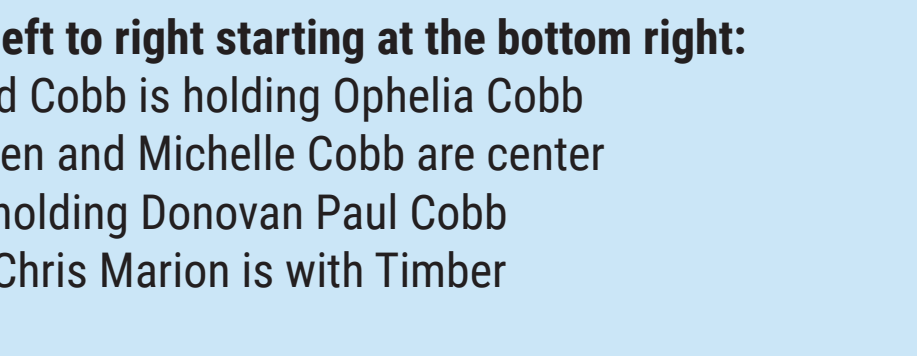 eft to right starting at the bottom right:
d Cobb is holding Ophelia Cobb
en and Michelle Cobb are center
holding Donovan Paul Cobb
Chris Marion is with Timber